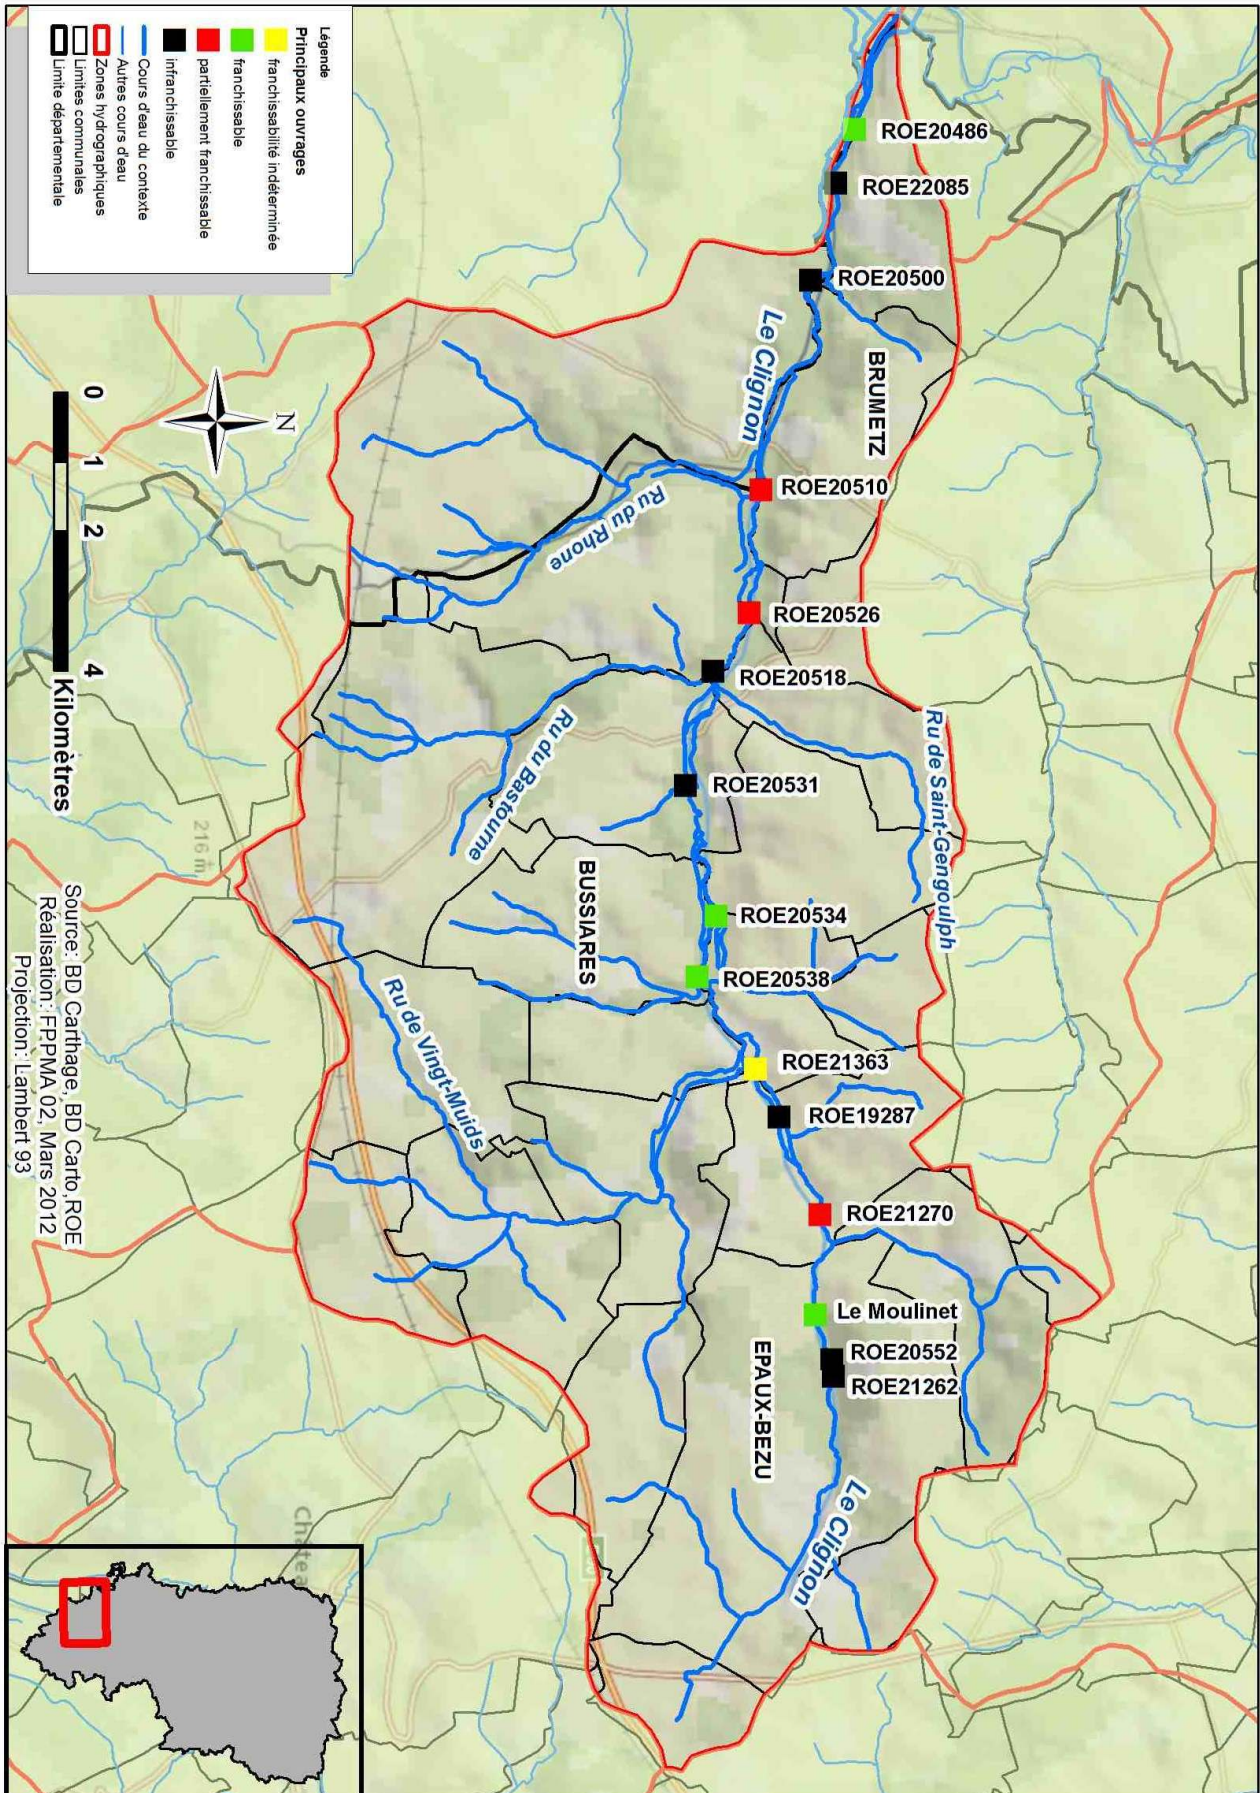 Légende
Principaux ouvrages
franchissabilité indéterminée
franchissable
partiellement franchissable
infranchissable
Cours d'eau du contexte
Autres cours d'eau
Zones hydrographiques
Limites communales
Limite départementale
ROE20486
ROE22085
ROE20500
BRUMETZ
Le Clignon
ROE20510
Ru du Rhone
ROE20526
ROE20518
Ru de Saint-Gengoulph
Ru du Bastourne
ROE20531
BUSSIARES
ROE20534
ROE20538
Ru de Vingt-Muids
ROE21363
ROE19287
ROE21270
Le Moulinet
ROE20552
ROE21262
EPAUX-BEZU
Le Clignon
N
0 1 2 4
Kilomètres
216 m
Châtea
Source: BD Carthage, BD Carto,ROE
Réalisation: FPPMA 02, Mars 2012
Projection: Lambert 93